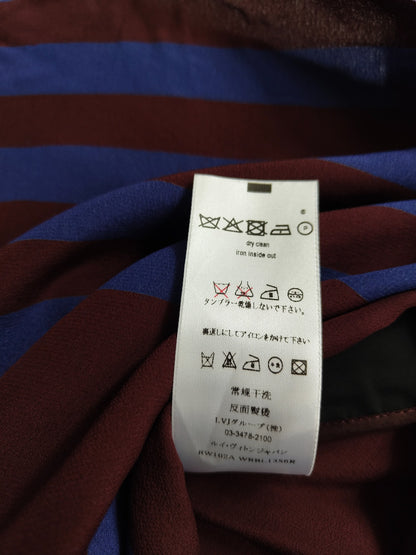 dry clean
iron inside out
タンブラー乾燥しないで下さい。
裏返しにしてアイロンをかけて下さい
常規干洗
反面熨後
LVJグループ(株)
03-3478-2100
ルイ・ヴィトンジャパン
RW102A